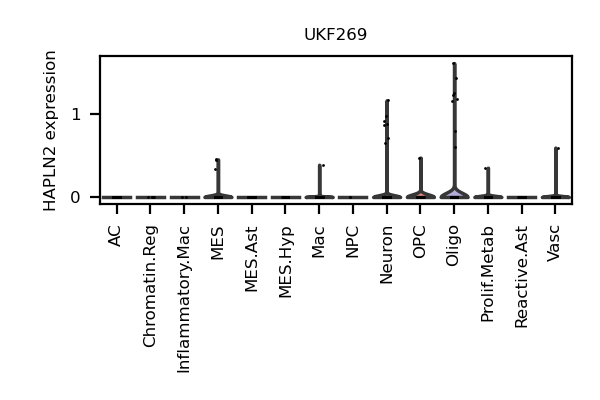 UKF269
HAPLN2 expression
1
0
AC
Chromatin.Reg
Inflammatory.Mac
MES
MES.Ast
MES.Hyp
Mac
NPC
Neuron
OPC
Oligo
Prolif.Metab
Reactive.Ast
Vasc